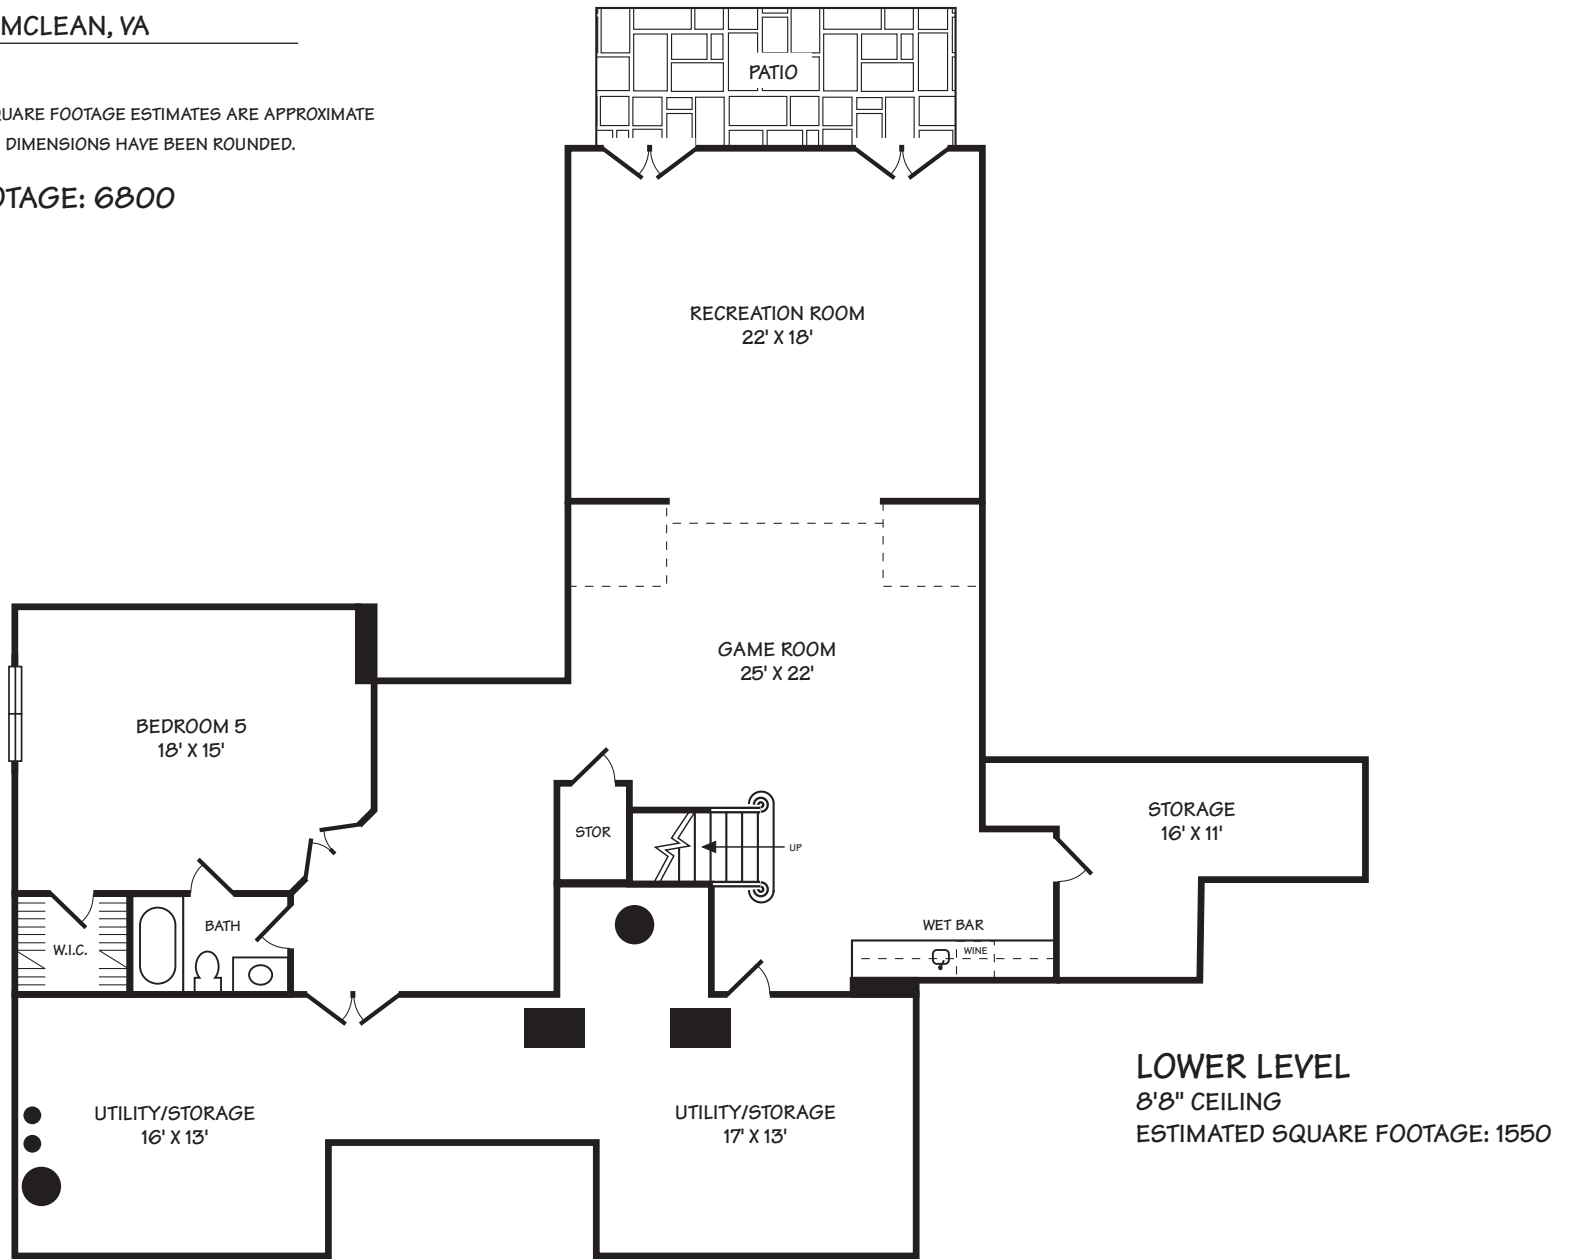 MCLEAN, VA
SQUARE FOOTAGE ESTIMATES ARE APPROXIMATE
DIMENSIONS HAVE BEEN ROUNDED.
OTAGE: 6800
PATIO
RECREATION ROOM
22' X 18'
GAME ROOM
25' X 22'
BEDROOM 5
18' X 15'
STORAGE
16' X 11'
STOR
UP
BATH
W.I.C.
WET BAR
WINE
UTILITY/STORAGE
16' X 13'
UTILITY/STORAGE
17' X 13'
LOWER LEVEL
8'8" CEILING
ESTIMATED SQUARE FOOTAGE: 1550